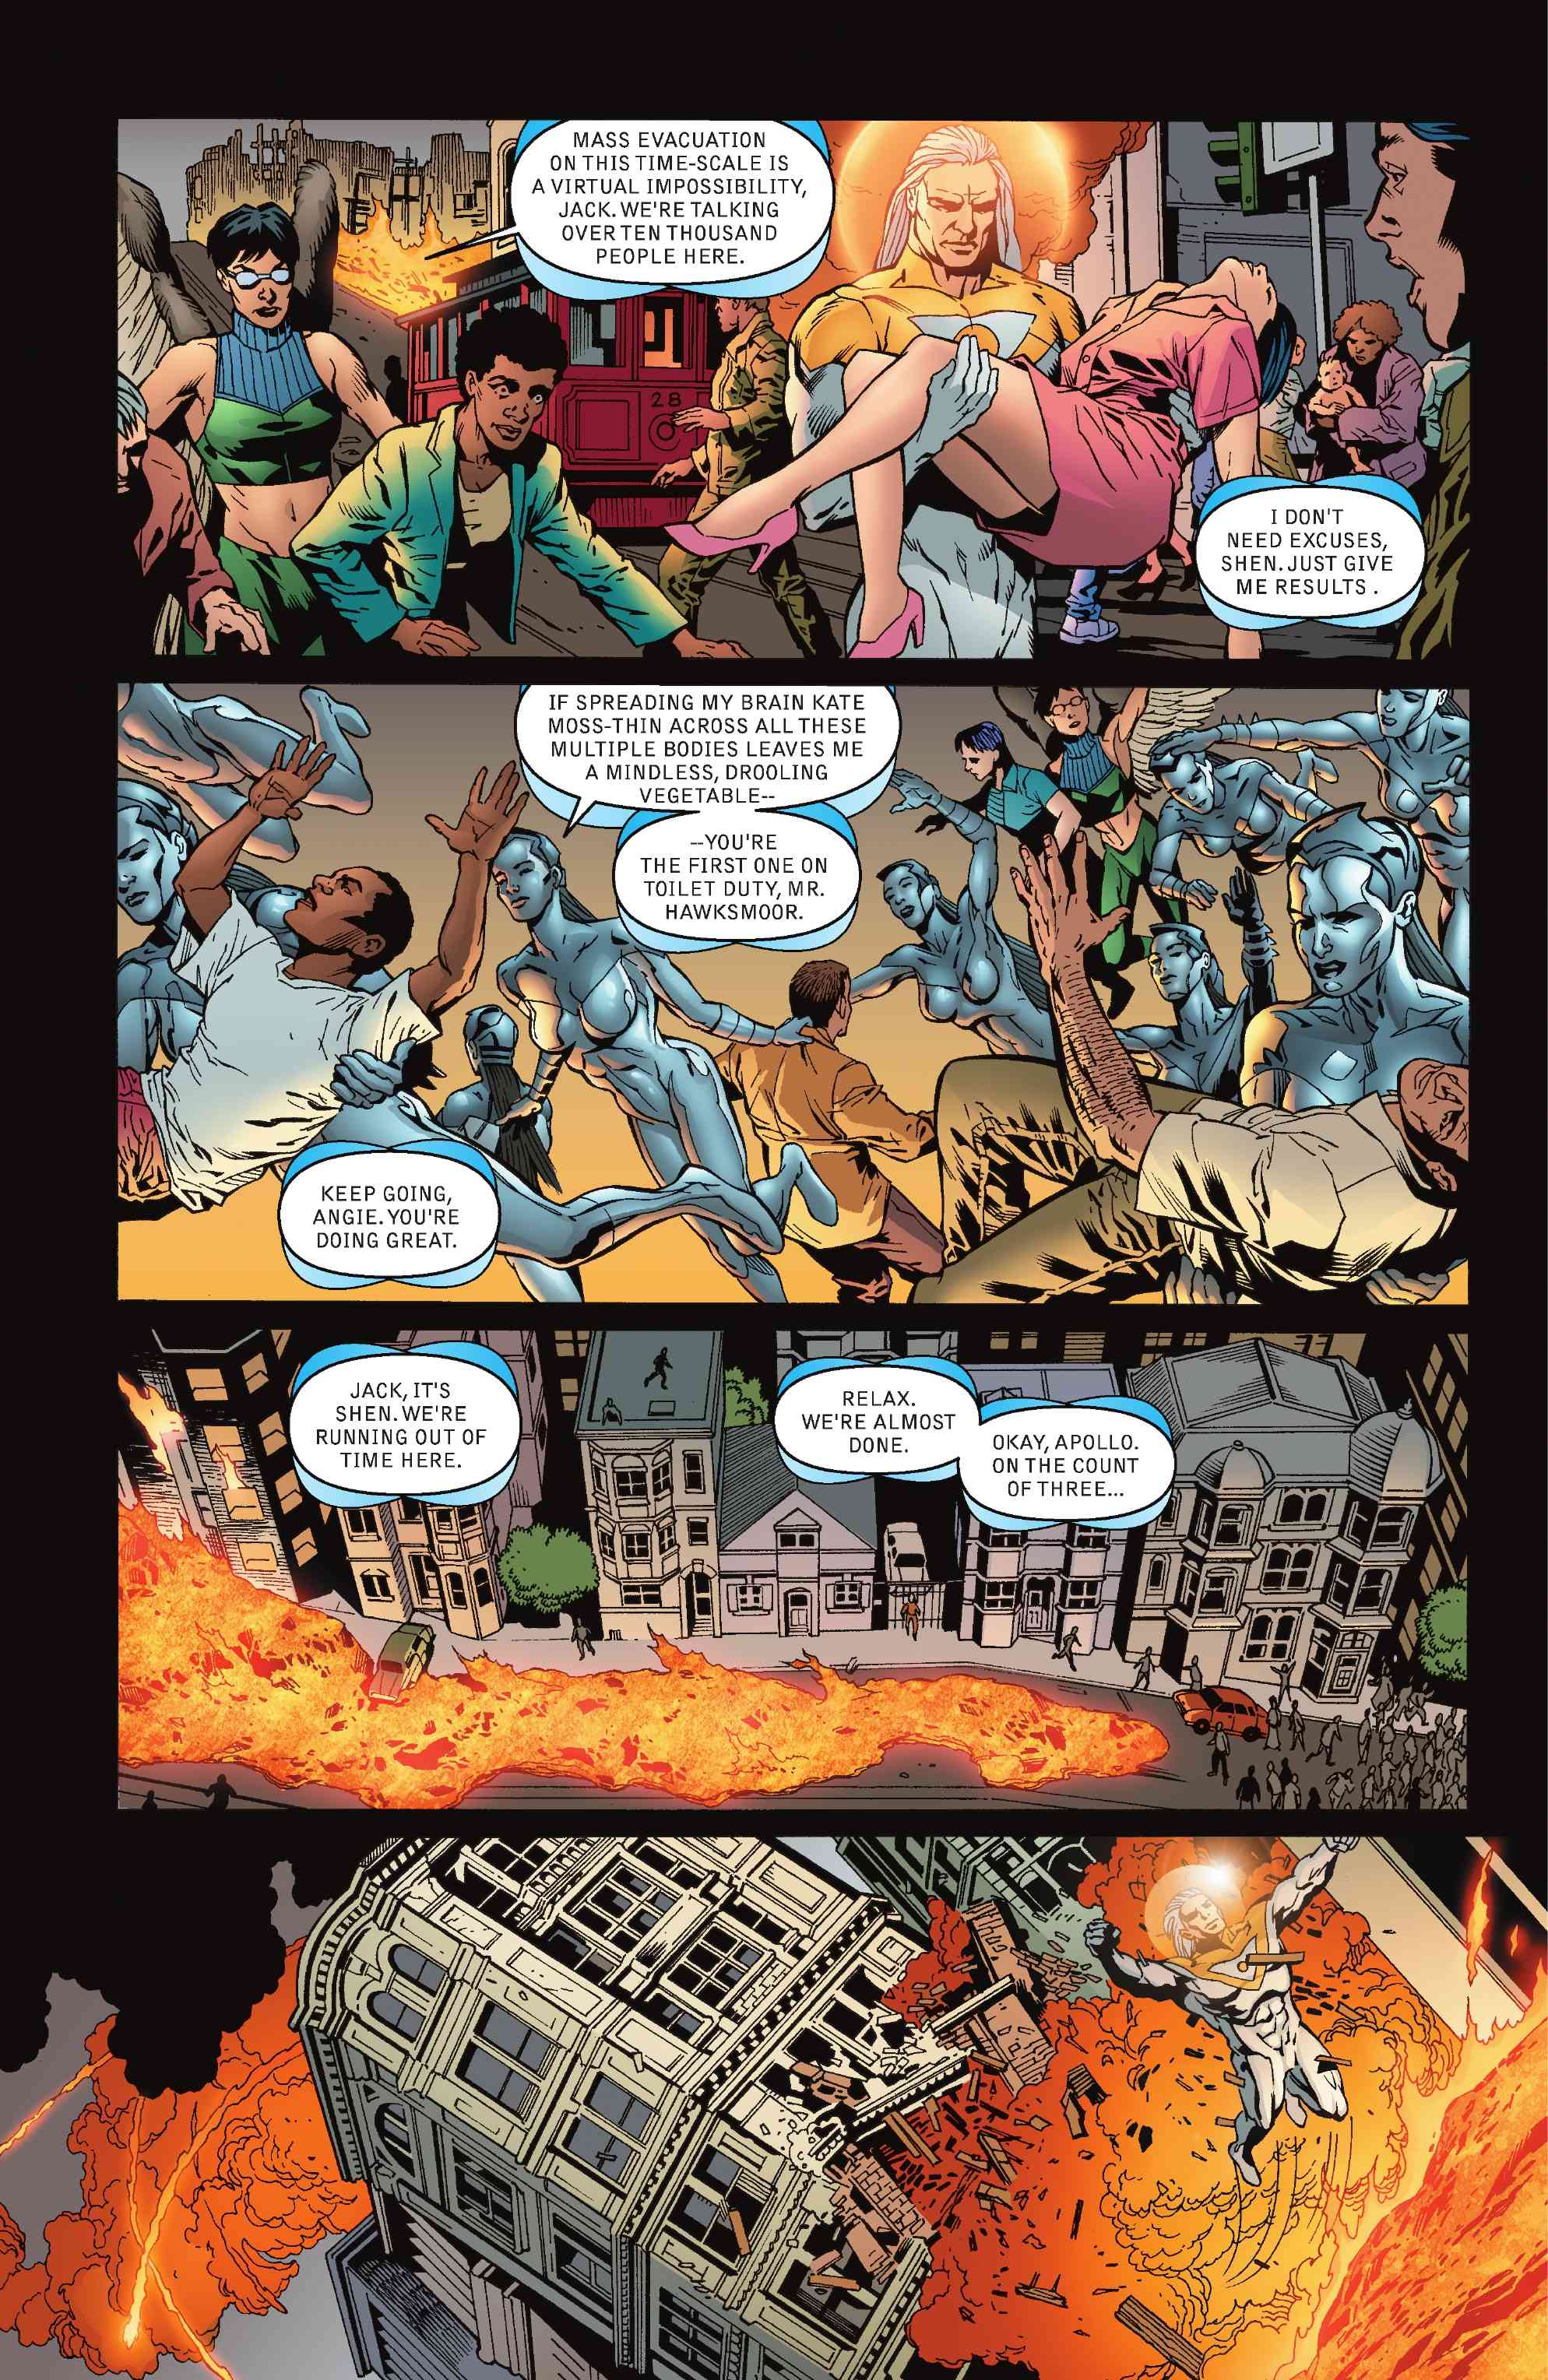 MASS EVACUATION
ON THIS TIME-SCALE IS
A VIRTUAL IMPOSSIBILITY,
JACK. WE'RE TALKING
OVER TEN THOUSAND
PEOPLE HERE.
28
I DON'T
NEED EXCUSES,
SHEN. JUST GIVE
ME RESULTS.
IF SPREADING MY BRAIN KATE
MOSS-THIN ACROSS ALL THESE
MULTIPLE BODIES LEAVES ME
A MINDLESS, DROOLING
VEGETABLE--
--YOU'RE
THE FIRST ONE ON
TOILET DUTY, MR.
HAWKSMOOR.
KEEP GOING,
ANGIE. YOU'RE
DOING GREAT.
JACK, IT'S
SHEN. WE'RE
RUNNING OUT OF
TIME HERE.
RELAX.
WE'RE ALMOST
DONE.
OKAY, APOLLO.
ON THE COUNT
OF THREE...